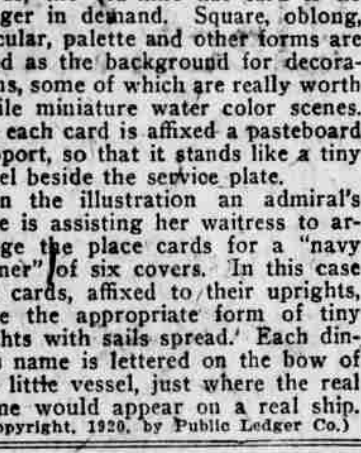 ger in demand. Square, oblong,
cular, palette and other forms are
d as the background for decora-
ns, some of which are really worth
ile miniature water color scenes.
each card is affixed a pasteboard
port, so that it stands like a tiny
el beside the service plate.
n the illustration an admiral's
e is assisting her waitress to ar-
ge the place cards for a "navy
ner" of six covers. In this case
cards, affixed to their uprights,
e the appropriate form of tiny
hts with sails spread. Each din-
name is lettered on the bow of
little vessel, just where the real
ne would appear on a real ship.
opyright, 1920, by Public Ledger Co.)